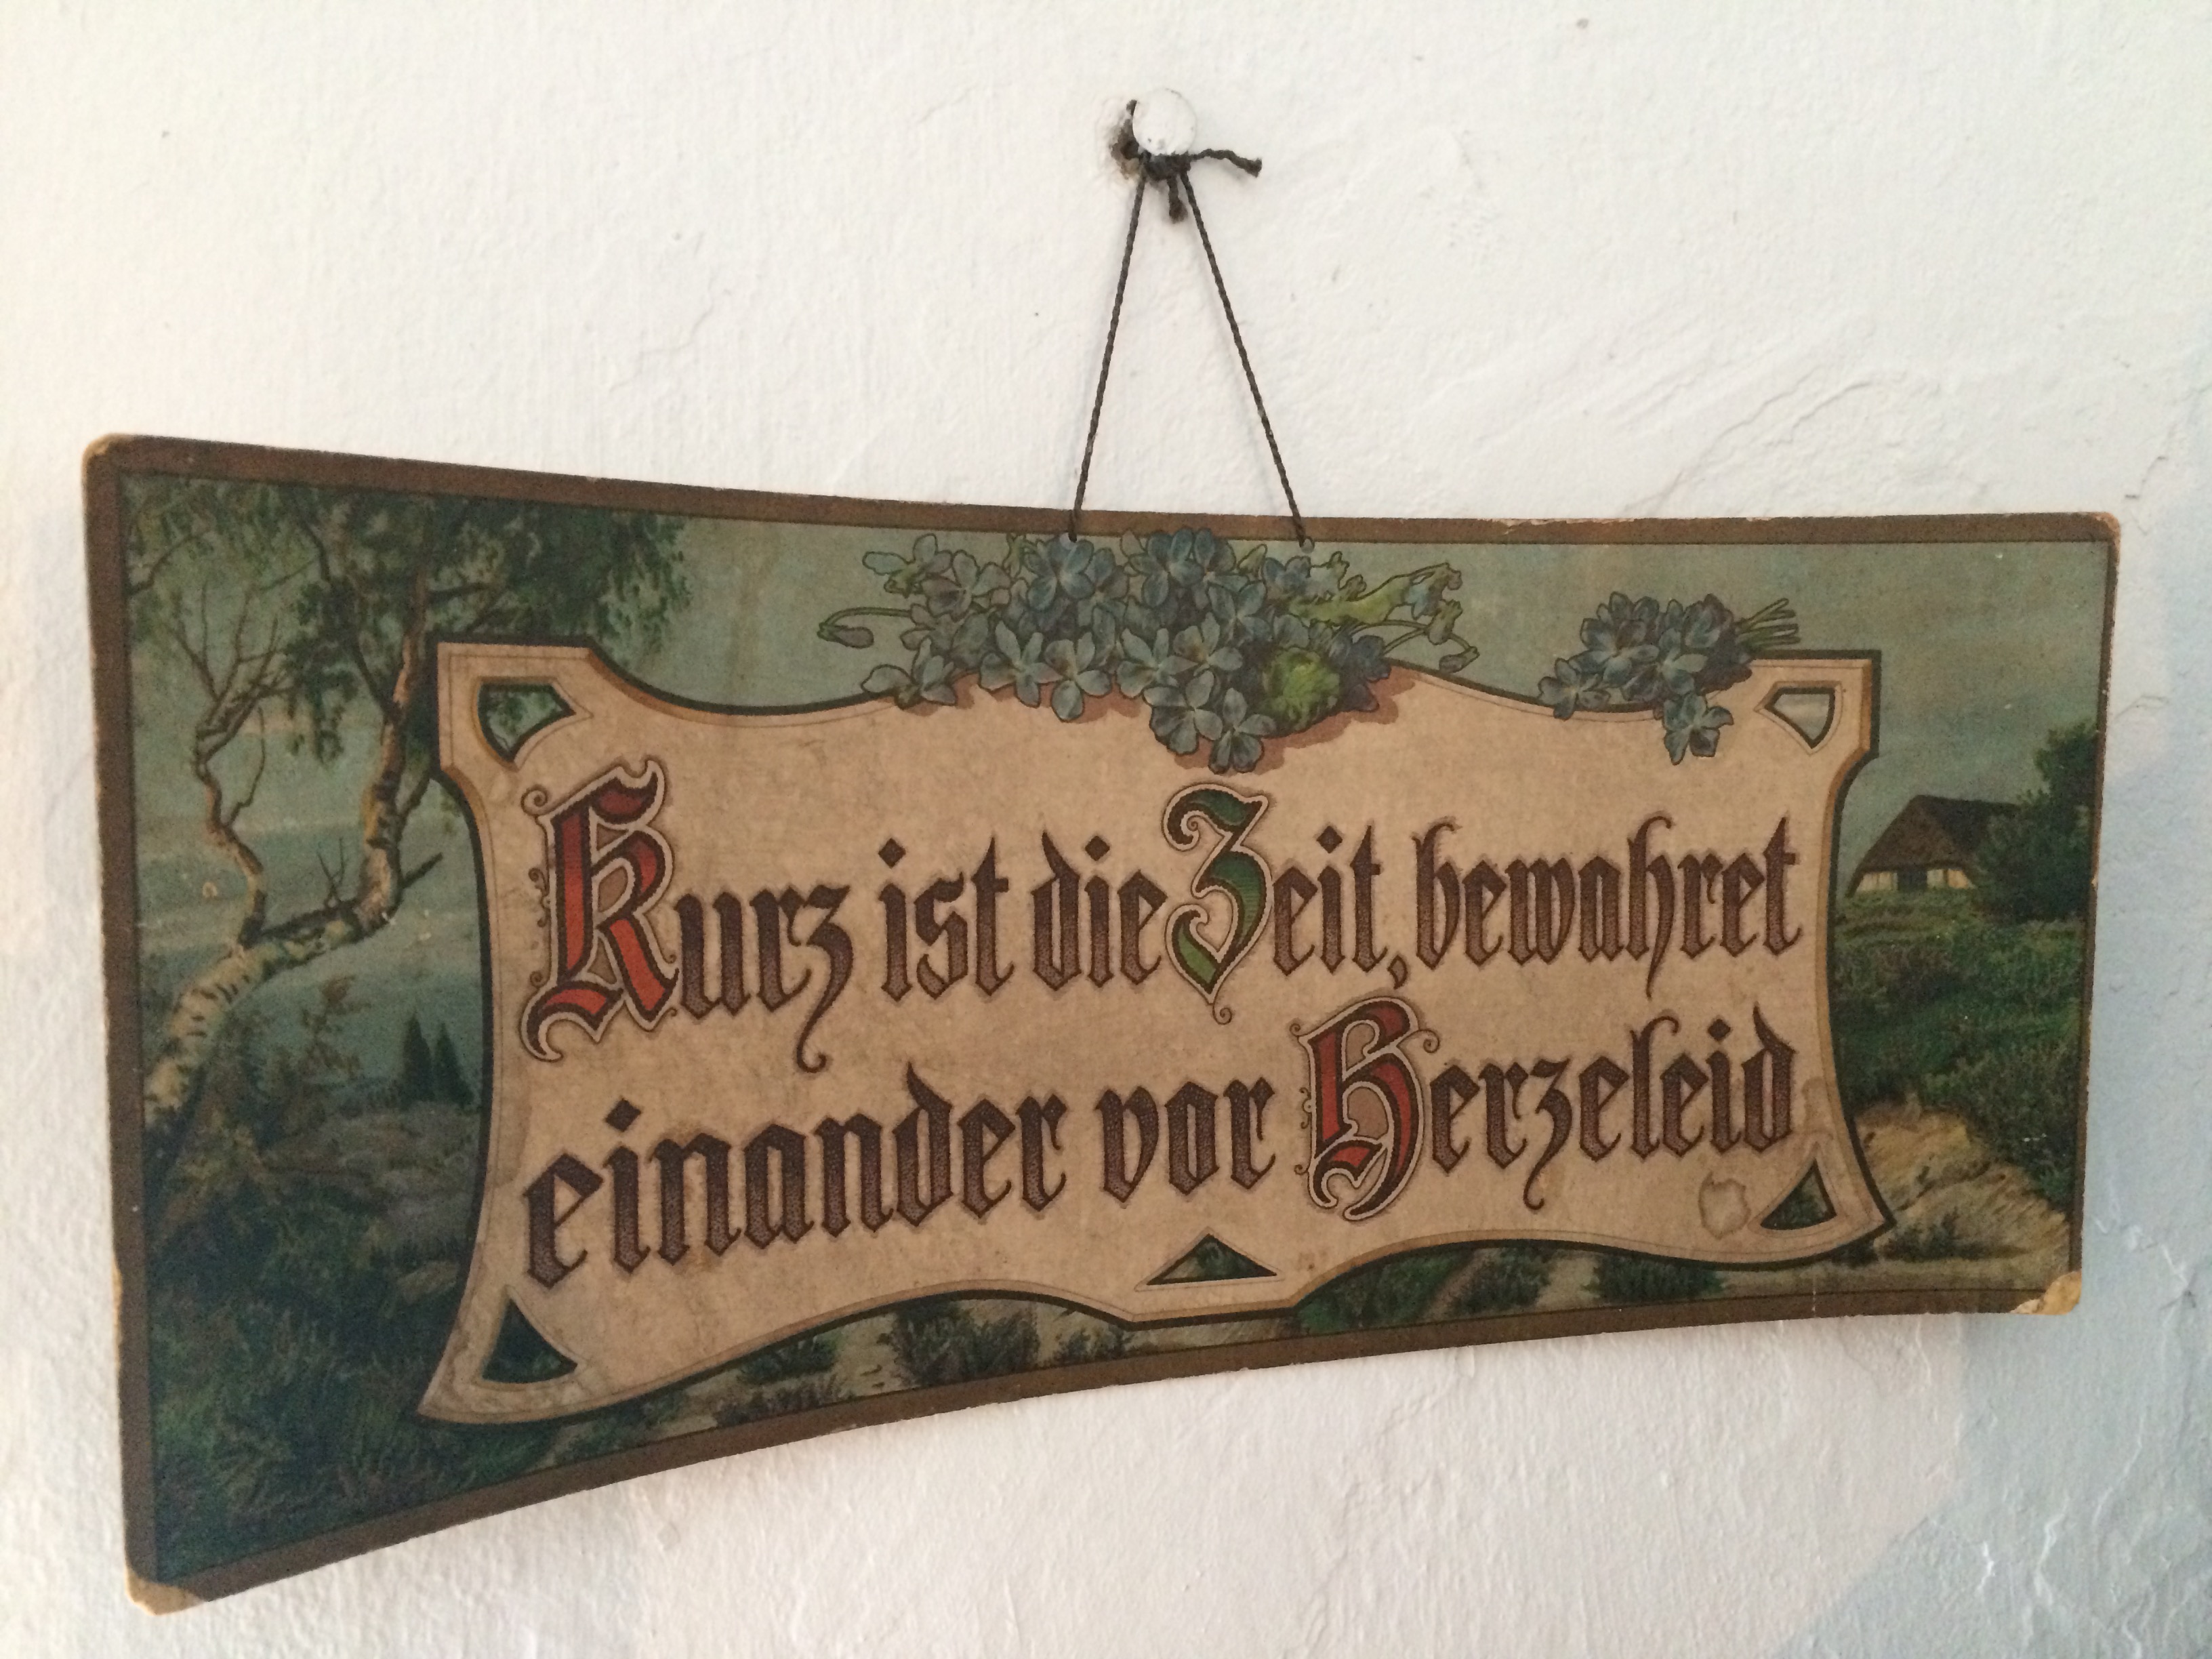 Kurz ist die Zeit, bewahret
einander vor Herzeleid